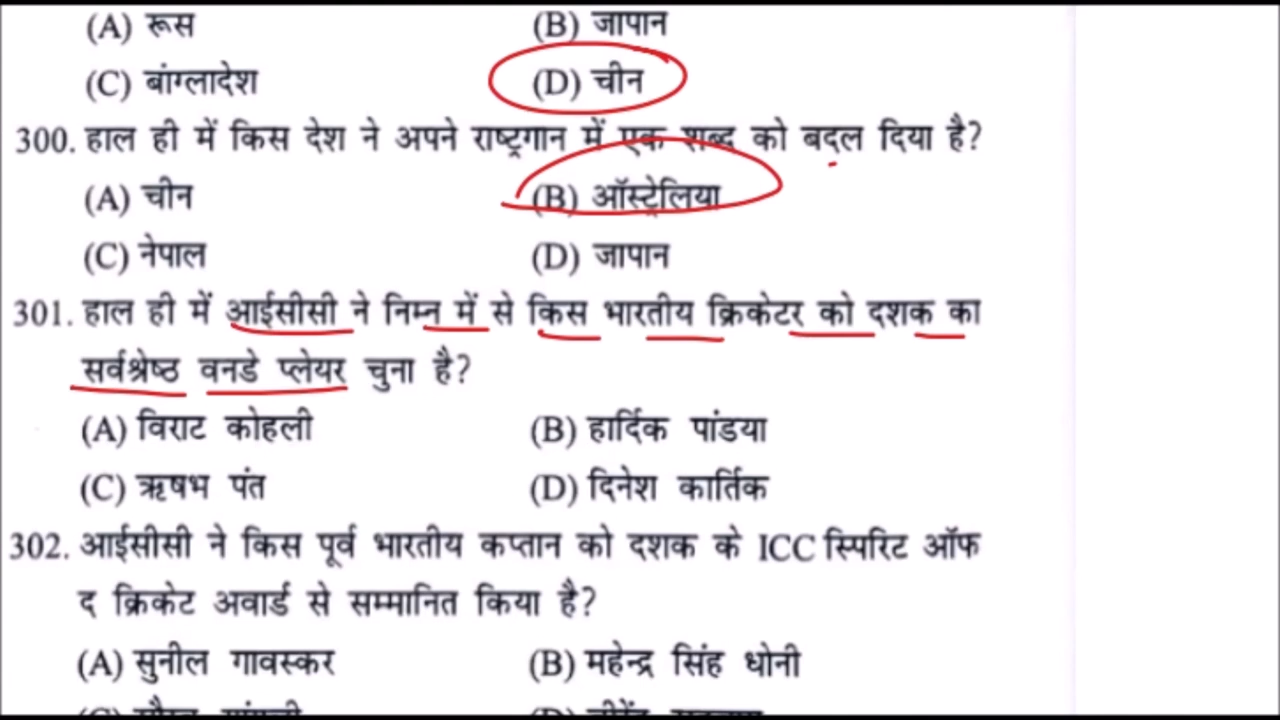 (A) रूस (B) जापान
(C) बांग्लादेश (D) चीन
300. हाल ही में किस देश ने अपने राष्ट्रगान में एक शब्द को बदल दिया है?
(A) चीन (B) ऑस्ट्रेलिया
(C) नेपाल (D) जापान
301. हाल ही में आईसीसी ने निम्न में से किस भारतीय क्रिकेटर को दशक का
सर्वश्रेष्ठ वनडे प्लेयर चुना है?
(A) विराट कोहली (B) हार्दिक पांडया
(C) ऋषभ पंत (D) दिनेश कार्तिक
302. आईसीसी ने किस पूर्व भारतीय कप्तान को दशक के ICC स्पिरिट ऑफ
द क्रिकेट अवार्ड से सम्मानित किया है?
(A) सुनील गावस्कर (B) महेन्द्र सिंह धोनी